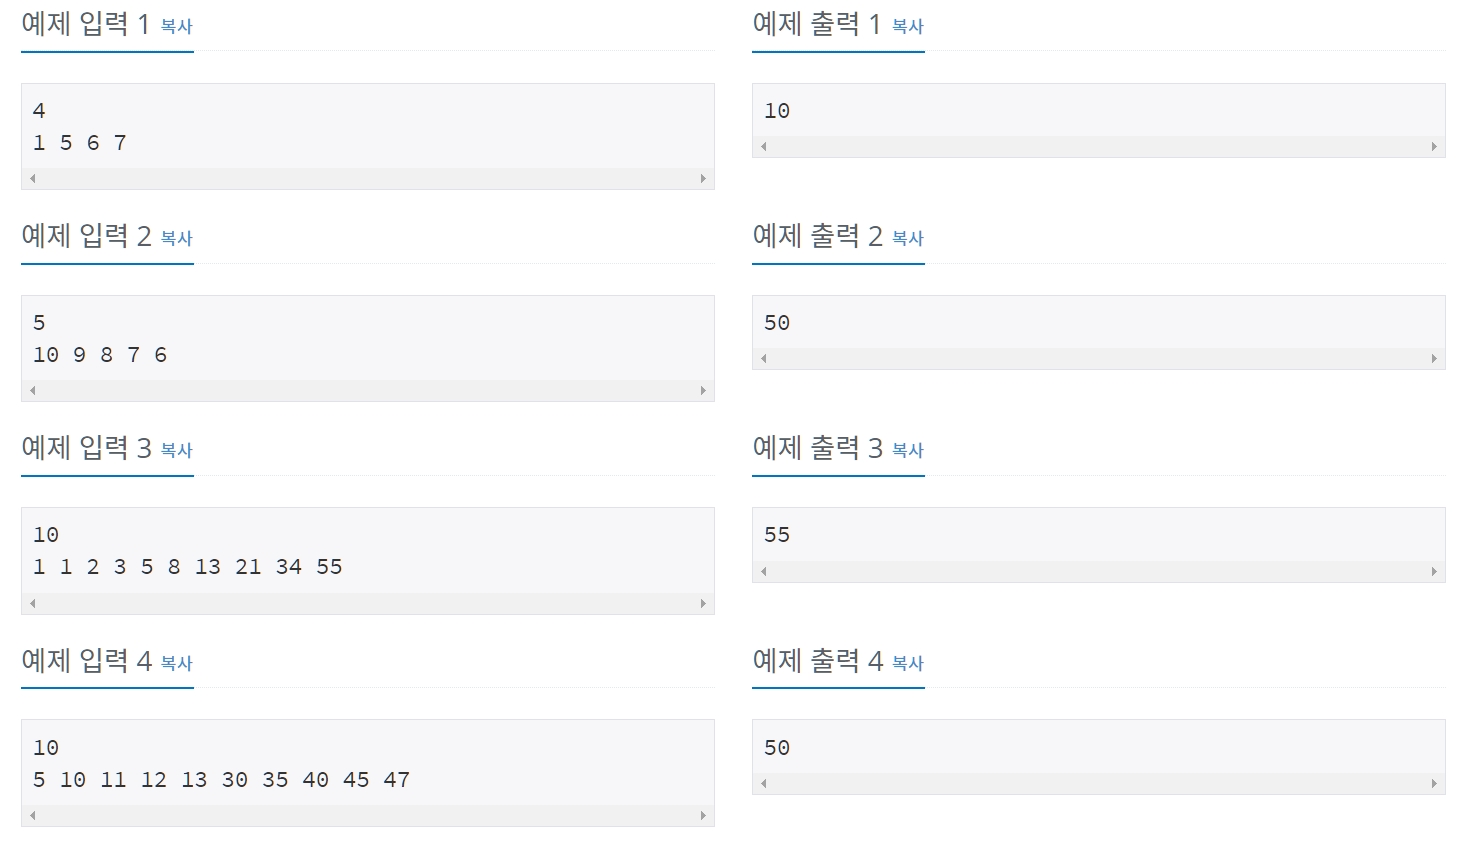 예제 입력 1 복사
4
1 5 6 7
예제 출력 1 복사
10
예제 입력 2 복사
5
10 9 8 7 6
예제 출력 2 복사
50
예제 입력 3 복사
10
1 1 2 3 5 8 13 21 34 55
예제 출력 3 복사
55
예제 입력 4 복사
10
5 10 11 12 13 30 35 40 45 47
예제 출력 4 복사
50